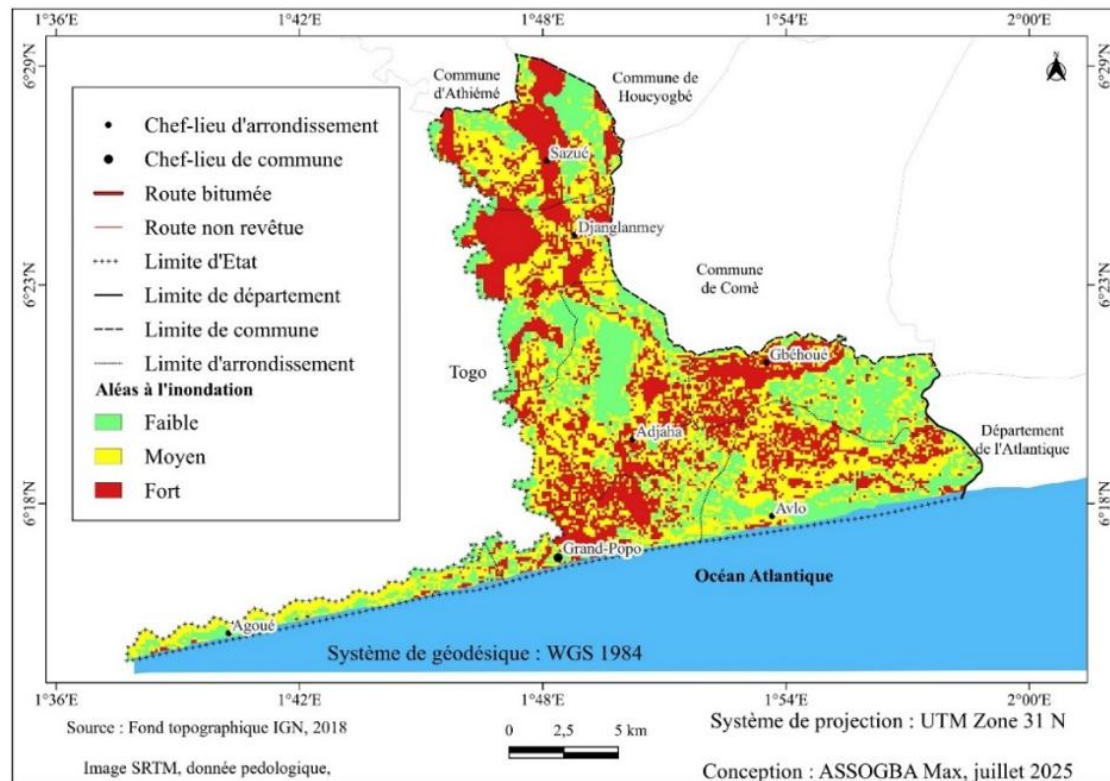 1°36'E 1°42'E 1°48'E 1°54'E 2°00'E
6°29'N 6°29'N
N
Commune
d'Athiémé
Commune de
Houeyogbé
Chef-lieu d'arrondissement
Chef-lieu de commune
Route bitumée
Route non revêtue
Limite d'Etat
Limite de département
Limite de commune
Limite d'arrondissement
Aléas à l'inondation
Faible
Moyen
Fort
Sazué
Djanglanmey
6°23'N 6°23'N
Commune
de Comè
Togo
Gbéhoué
Adjaha
Département
de l'Atlantique
6°18'N 6°18'N
Avlo
Grand-Popo
Océan Atlantique
Agoué
Système de géodésique : WGS 1984
1°36'E 1°42'E 1°48'E 1°54'E 2°00'E
Source : Fond topographique IGN, 2018
0 2,5 5 km
Système de projection : UTM Zone 31 N
Image SRTM, donnée pedologique,
Conception : ASSOGBA Max, juillet 2025